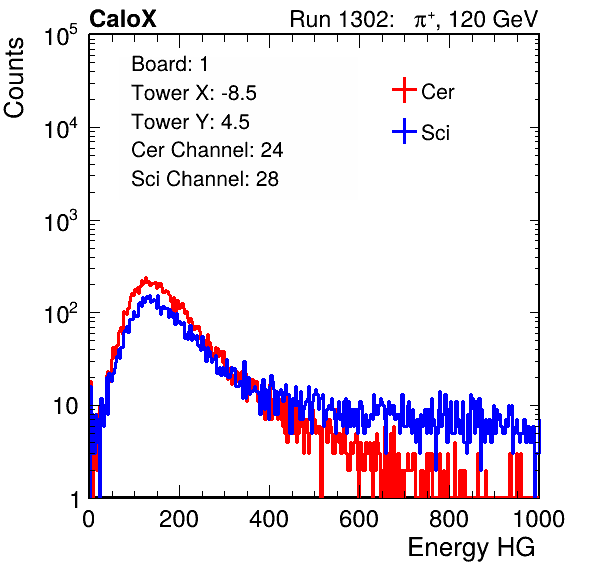 CaloX Run 1302: π⁺, 120 GeV
Counts
10⁵
10⁴
10³
10²
10
1
Board: 1
Tower X: -8.5
Tower Y: 4.5
Cer Channel: 24
Sci Channel: 28
Cer
Sci
0 200 400 600 800 1000
Energy HG